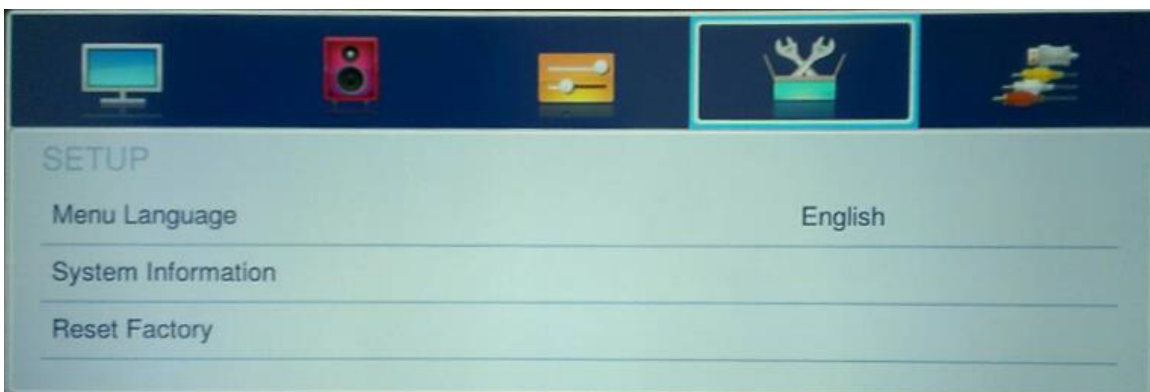 SETUP
Menu Language English
System Information
Reset Factory